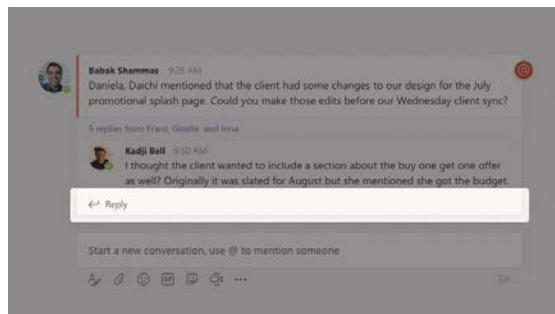 Babak Shammas 9:25 AM
Daniela, Daichi mentioned that the client had some changes to our design for the July
promotional splash page. Could you make those edits before our Wednesday client sync?
5 replies from Franz, Giselle, and Inna
Kadji Bell 9:50 AM
I thought the client wanted to include a section about the buy one get one offer
as well? Originally it was slated for August but she mentioned she got the budget.
Reply
Start a new conversation, use @ to mention someone
GIF